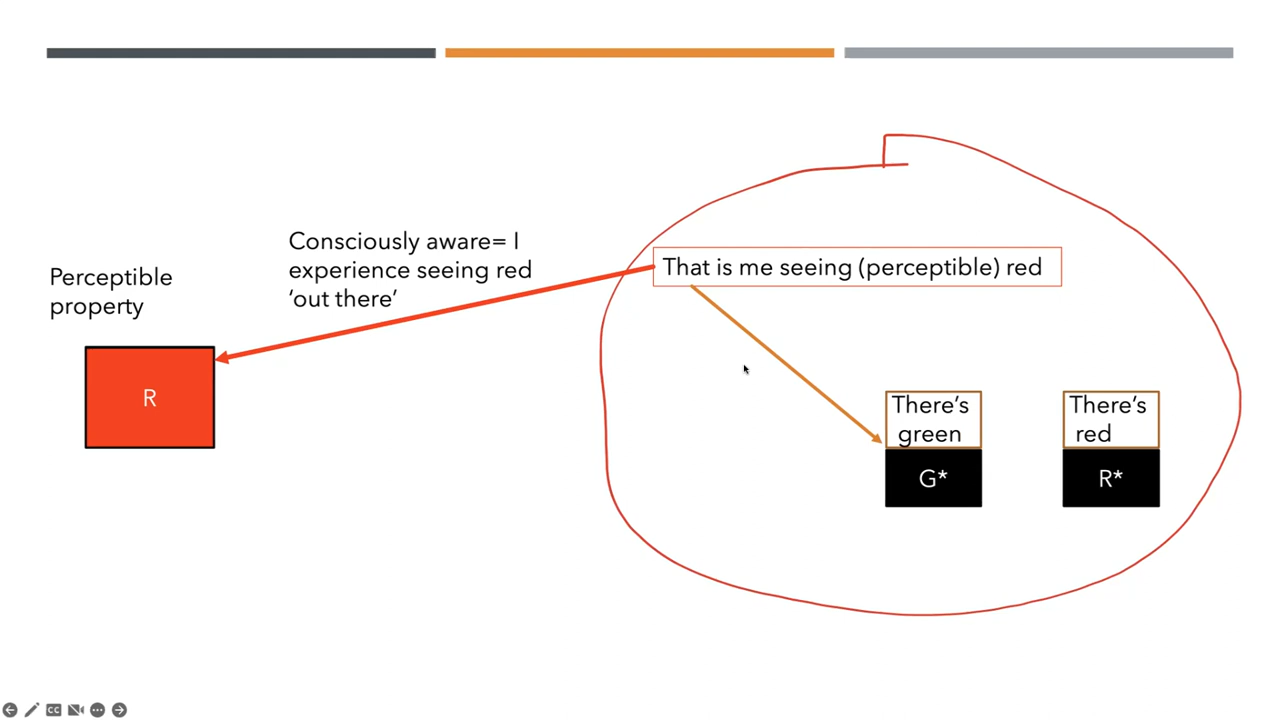 Consciously aware= I
experience seeing red
‘out there’
Perceptible
property
R
That is me seeing (perceptible) red
There’s
green
G*
There’s
red
R*
CC